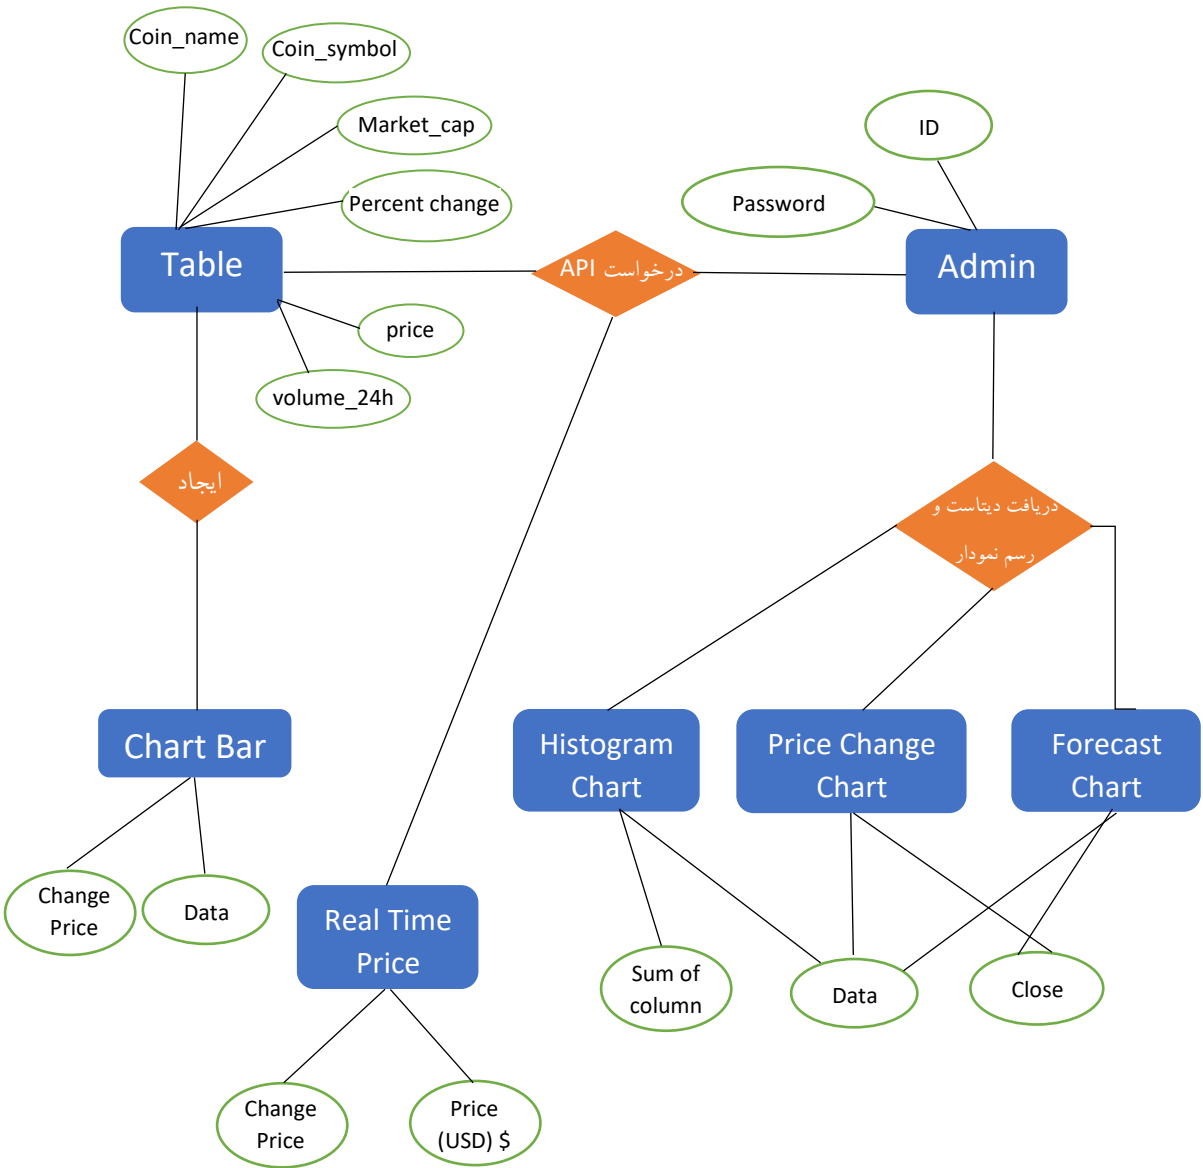 Coin_name
Coin_symbol
Market_cap
Percent change
ID
Password
Table
درخواست API
Admin
price
volume_24h
ایجاد
دریافت دیتاست و
رسم نمودار
Chart Bar
Histogram
Chart
Price Change
Chart
Forecast
Chart
Change
Price
Data
Real Time
Price
Sum of
column
Data
Close
Change
Price
Price
(USD) $